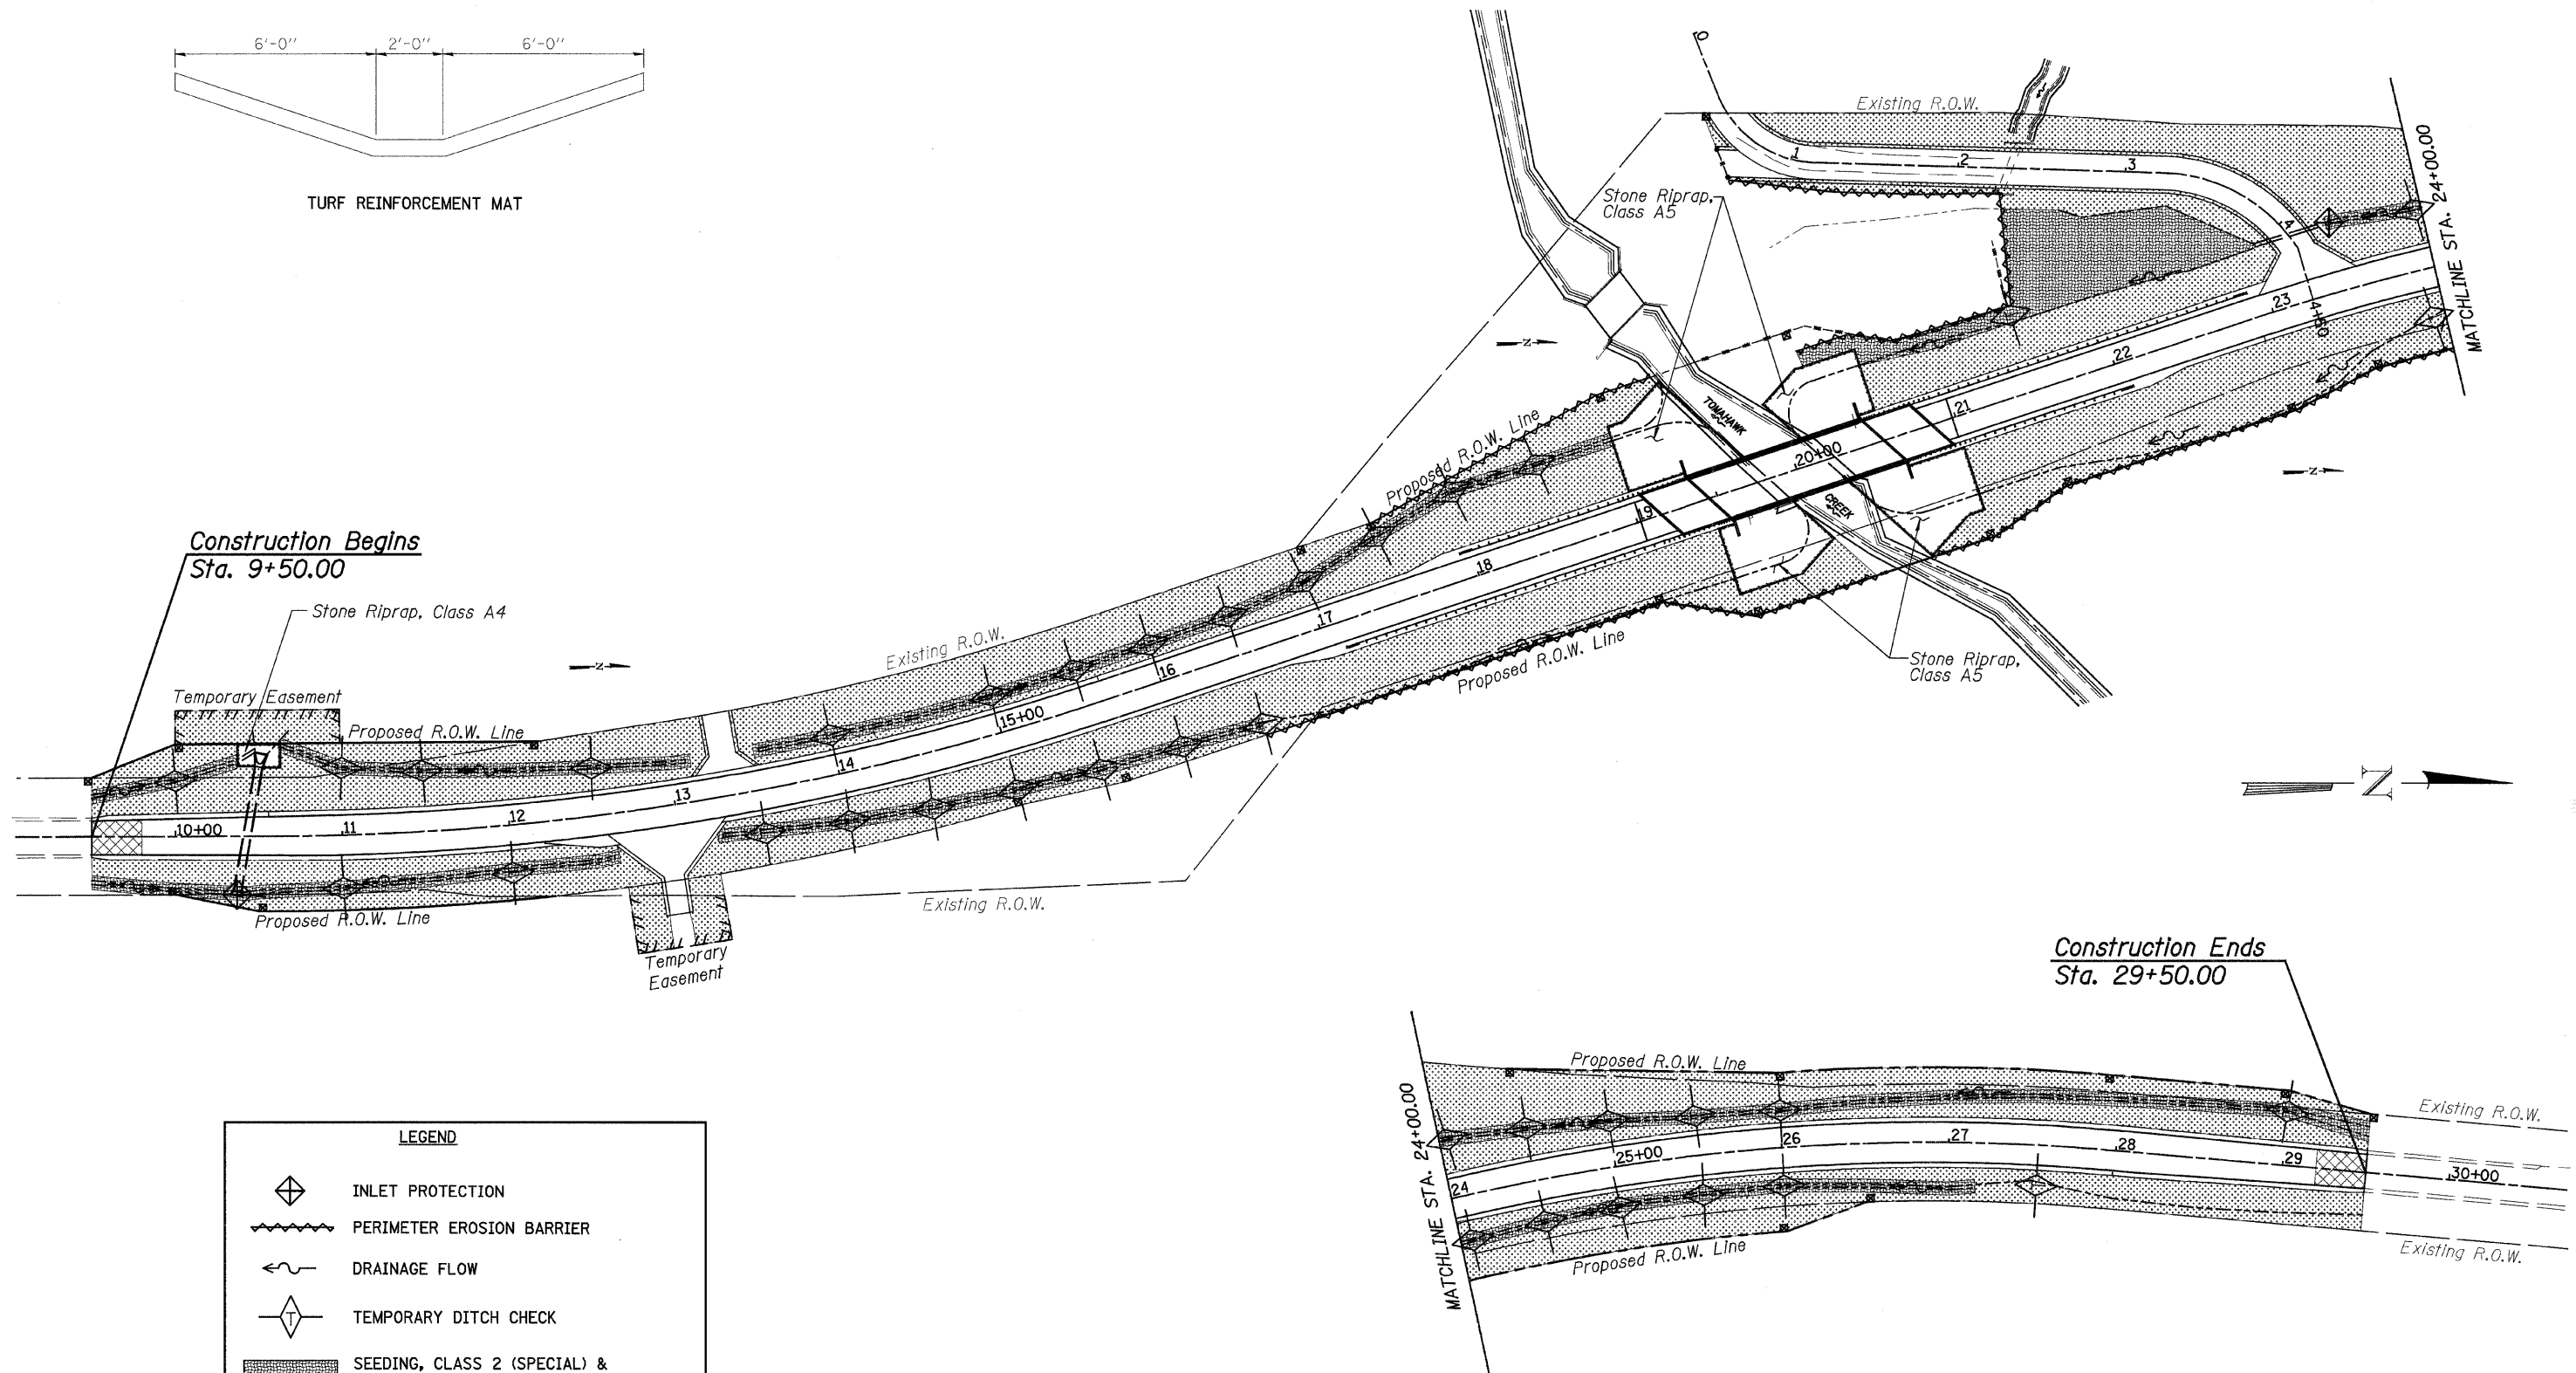 6'-0"
2'-0"
6'-0"
TURF REINFORCEMENT MAT
0
Existing R.O.W.
1
2
3
4
4+50
Stone Riprap,
Class A5
MATCHLINE STA. 24+00.00
N
TOMAHAWK
CREEK
Proposed R.O.W. Line
N
Construction Begins
Sta. 9+50.00
Stone Riprap, Class A4
N
Temporary Easement
Proposed R.O.W. Line
Existing R.O.W.
10+00
11
12
13
14
15+00
16
17
18
19
20+00
21
22
23
Proposed R.O.W. Line
Stone Riprap,
Class A5
Proposed R.O.W. Line
Existing R.O.W.
Temporary
Easement
N
Construction Ends
Sta. 29+50.00
MATCHLINE STA. 24+00.00
Proposed R.O.W. Line
Existing R.O.W.
24
25+00
26
27
28
29
30+00
T
Proposed R.O.W. Line
Existing R.O.W.
LEGEND
INLET PROTECTION
PERIMETER EROSION BARRIER
DRAINAGE FLOW
T
TEMPORARY DITCH CHECK
SEEDING, CLASS 2 (SPECIAL) &